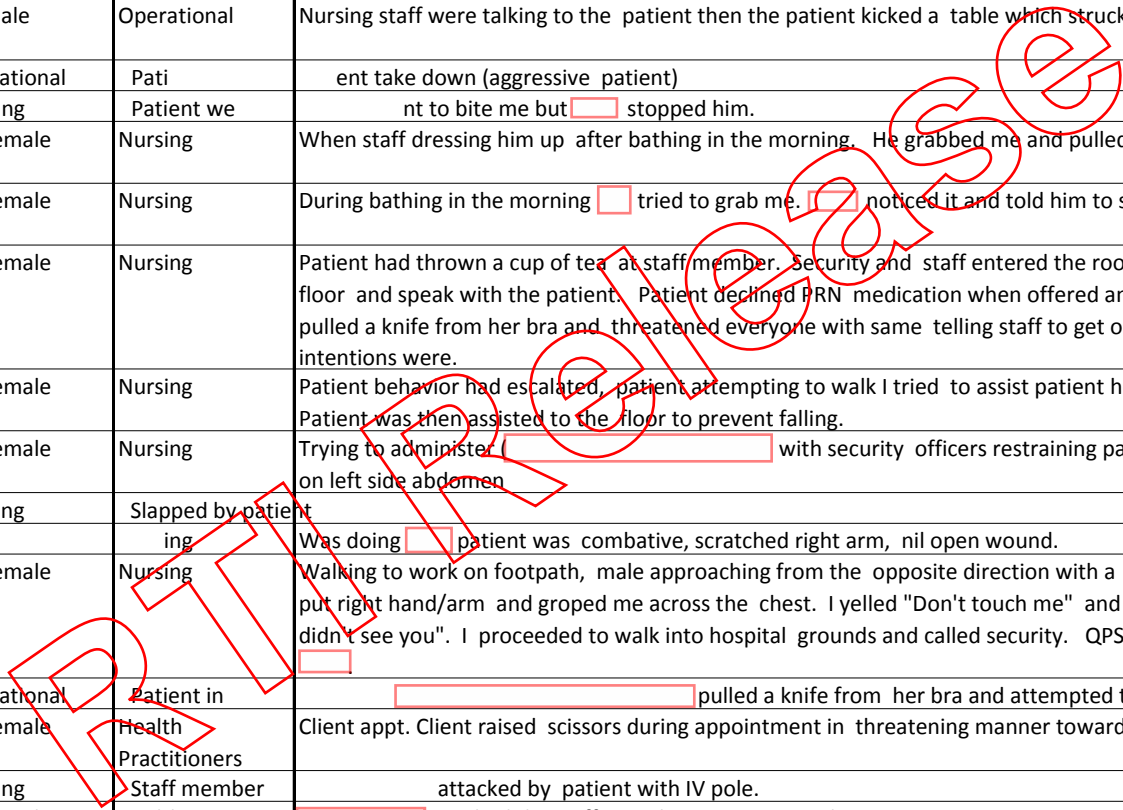 ale Operational Nursing staff were talking to the patient then the patient kicked a table which struck
ational Pati ent take down (aggressive patient)
ng Patient we nt to bite me but stopped him.
emale Nursing When staff dressing him up after bathing in the morning. He grabbed me and pulled
emale Nursing During bathing in the morning tried to grab me. noticed it and told him to s
emale Nursing Patient had thrown a cup of tea at staff member. Security and staff entered the roo
floor and speak with the patient. Patient declined PRN medication when offered an
pulled a knife from her bra and threatened everyone with same telling staff to get o
intentions were.
emale Nursing Patient behavior had escalated, patient attempting to walk I tried to assist patient h
Patient was then assisted to the floor to prevent falling.
emale Nursing Trying to administer ( with security officers restraining pa
on left side abdomen
ng Slapped by patient
ing Was doing patient was combative, scratched right arm, nil open wound.
emale Nursing Walking to work on footpath, male approaching from the opposite direction with a
put right hand/arm and groped me across the chest. I yelled "Don't touch me" and
didn't see you". I proceeded to walk into hospital grounds and called security. QPS
ational Patient in pulled a knife from her bra and attempted t
emale Health Client appt. Client raised scissors during appointment in threatening manner toward
Practitioners
ng Staff member attacked by patient with IV pole.
RTI Release